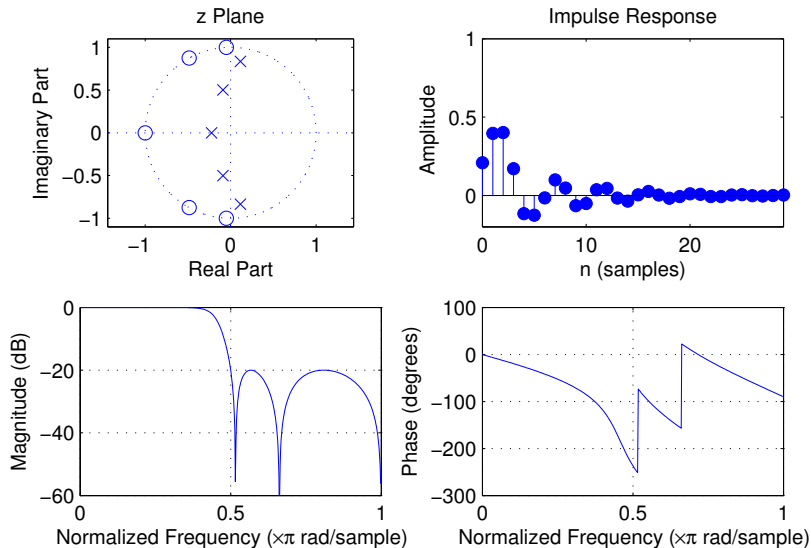 z Plane
1
0.5
0
−0.5
−1
−1
0
1
Imaginary Part
Real Part
Impulse Response
1
0.5
0
0
10
20
Amplitude
n (samples)
0
−20
−40
−60
0
0.5
1
Magnitude (dB)
Normalized Frequency (×π rad/sample)
100
0
−100
−200
−300
0
0.5
1
Phase (degrees)
Normalized Frequency (×π rad/sample)